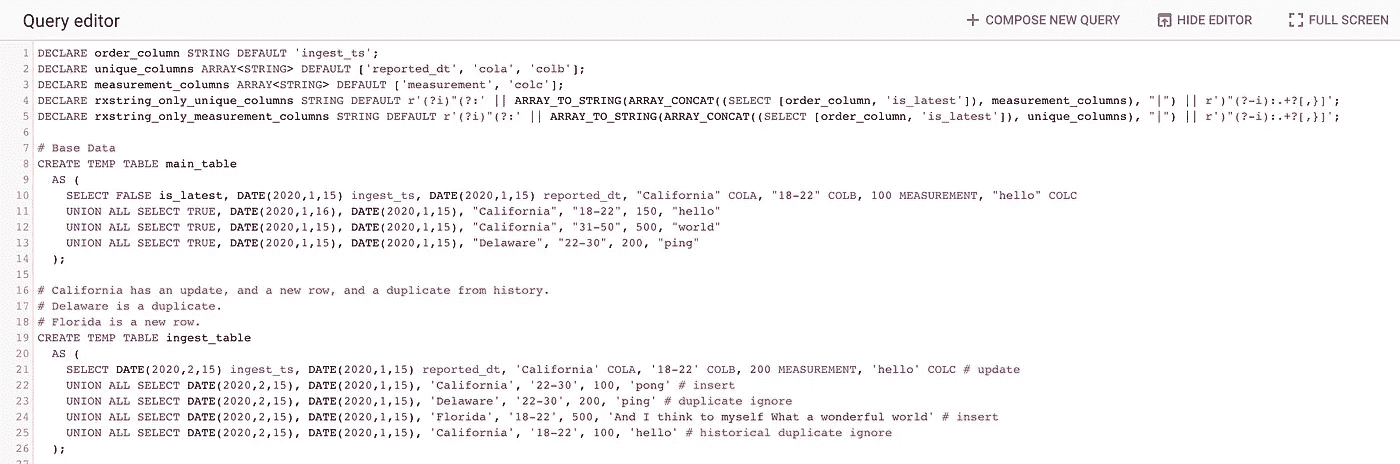 Query editor
COMPOSE NEW QUERY HIDE EDITOR FULL SCREEN
1 DECLARE order_column STRING DEFAULT 'ingest_ts';
2 DECLARE unique_columns ARRAY<STRING> DEFAULT ['reported_dt', 'cola', 'colb'];
3 DECLARE measurement_columns ARRAY<STRING> DEFAULT ['measurement', 'colc'];
4 DECLARE rxstring_only_unique_columns STRING DEFAULT r'(?i)"(?:' || ARRAY_TO_STRING(ARRAY_CONCAT((SELECT [order_column, 'is_latest']), measurement_columns), "|") || r')"(?-i):.+?[,}]';
5 DECLARE rxstring_only_measurement_columns STRING DEFAULT r'(?i)"(?:' || ARRAY_TO_STRING(ARRAY_CONCAT((SELECT [order_column, 'is_latest']), unique_columns), "|") || r')"(?-i):.+?[,}]';
6
7 # Base Data
8 CREATE TEMP TABLE main_table
9 AS (
10 SELECT FALSE is_latest, DATE(2020,1,15) ingest_ts, DATE(2020,1,15) reported_dt, "California" COLA, "18-22" COLB, 100 MEASUREMENT, "hello" COLC
11 UNION ALL SELECT TRUE, DATE(2020,1,16), DATE(2020,1,15), "California", "18-22", 150, "hello"
12 UNION ALL SELECT TRUE, DATE(2020,1,15), DATE(2020,1,15), "California", "31-50", 500, "world"
13 UNION ALL SELECT TRUE, DATE(2020,1,15), DATE(2020,1,15), "Delaware", "22-30", 200, "ping"
14 );
15
16 # California has an update, and a new row, and a duplicate from history.
17 # Delaware is a duplicate.
18 # Florida is a new row.
19 CREATE TEMP TABLE ingest_table
20 AS (
21 SELECT DATE(2020,2,15) ingest_ts, DATE(2020,1,15) reported_dt, 'California' COLA, '18-22' COLB, 200 MEASUREMENT, 'hello' COLC # update
22 UNION ALL SELECT DATE(2020,2,15), DATE(2020,1,15), 'California', '22-30', 100, 'pong' # insert
23 UNION ALL SELECT DATE(2020,2,15), DATE(2020,1,15), 'Delaware', '22-30', 200, 'ping' # duplicate ignore
24 UNION ALL SELECT DATE(2020,2,15), DATE(2020,1,15), 'Florida', '18-22', 500, 'And I think to myself What a wonderful world' # insert
25 UNION ALL SELECT DATE(2020,2,15), DATE(2020,1,15), 'California', '18-22', 100, 'hello' # historical duplicate ignore
26 );
27